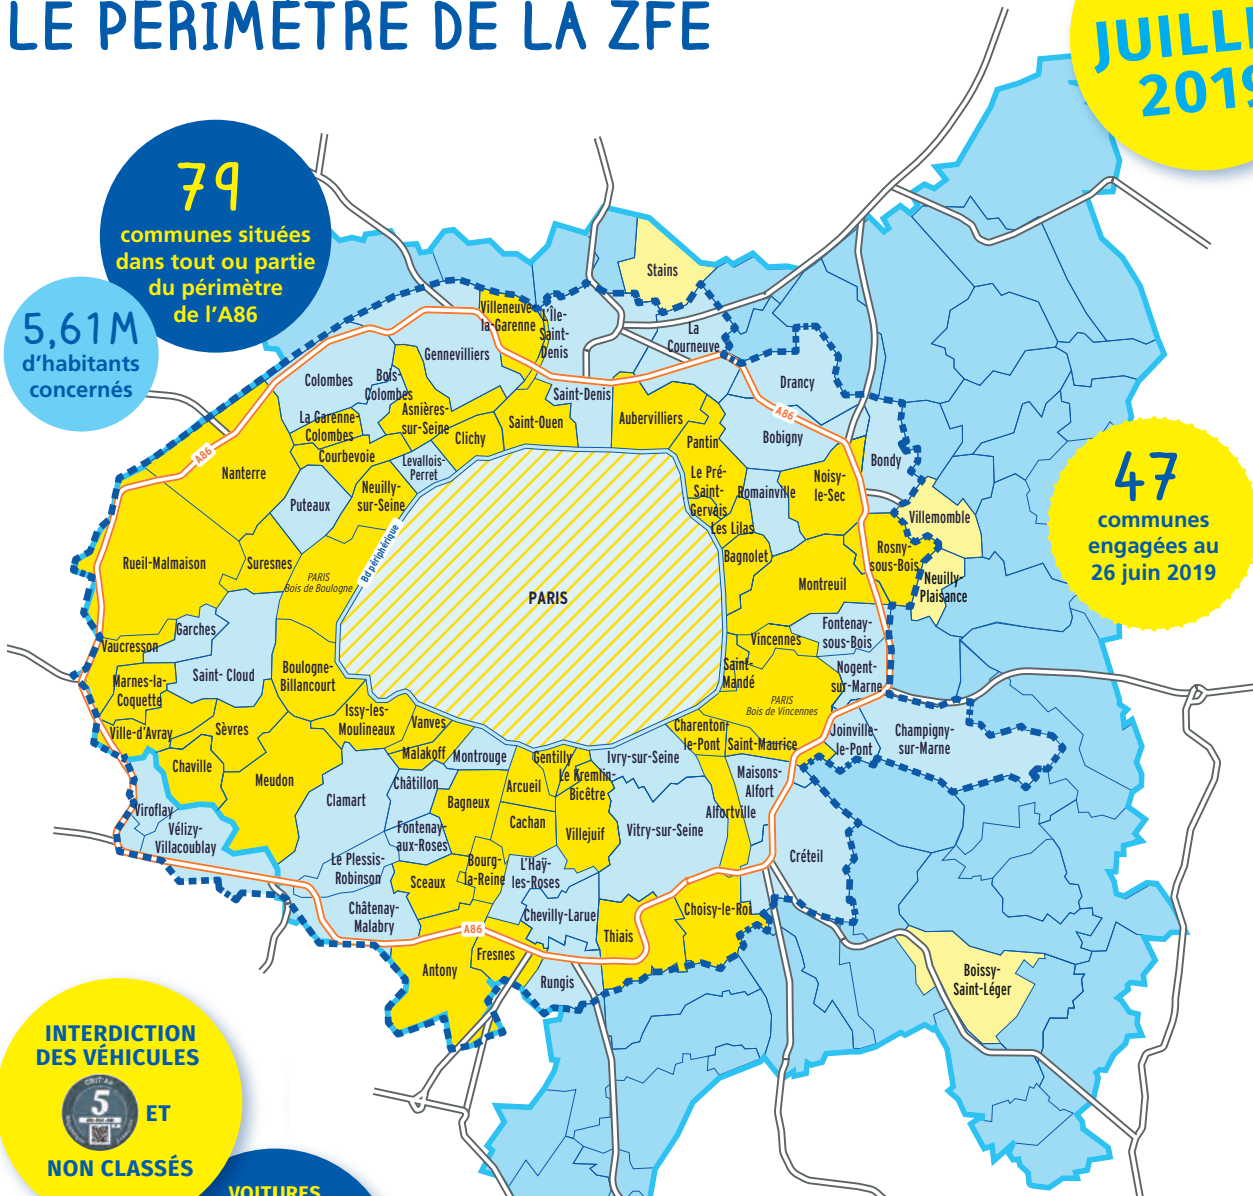 LE PÉRIMÈTRE DE LA ZFE
2019
79
communes situées
dans tout ou partie
du périmètre
de l'A86
5,61M
d'habitants
concernés
47
communes
engagées au
26 juin 2019
Stains
Villeneuve-
la-Garenne
L'Île-
Saint-
Denis
La
Courneuve
Gennevilliers
Colombes
Bois-
Colombes
Drancy
Saint-Denis
Asnières-
sur-Seine
La Garenne-
Colombes
Saint-Ouen
Aubervilliers
A86
Clichy
Pantin
Bobigny
Courbevoie
A86
Nanterre
Levallois-
Perret
Bondy
Le Pré-
Saint-
Gervais
Romainville
Noisy-
le-Sec
Neuilly-
sur-Seine
Puteaux
Villemomble
Les Lilas
Bd périphérique
Rueil-Malmaison
Suresnes
Bagnolet
Rosny-
sous-Bois
PARIS
Bois de Boulogne
Montreuil
Neuilly-
Plaisance
PARIS
Garches
Fontenay-
sous-Bois
Vaucresson
Vincennes
Saint- Cloud
Boulogne-
Billancourt
Saint-
Mandé
Nogent-
sur-Marne
Marnes-la-
Coquette
PARIS
Bois de Vincennes
Issy-les-
Moulineaux
Vanves
Ville-d'Avray
Sèvres
Charenton-
le-Pont
Saint-Maurice
Joinville-
le-Pont
Champigny-
sur-Marne
Malakoff
Montrouge
Gentilly
Ivry-sur-Seine
Chaville
Meudon
Châtillon
Arcueil
Le Kremlin-
Bicêtre
Maisons-
Alfort
Clamart
Bagneux
Alfortville
Viroflay
Vélizy-
Villacoublay
Fontenay-
aux-Roses
Cachan
Villejuif
Vitry-sur-Seine
Le Plessis-
Robinson
Bourg-
la-Reine
L'Haÿ-
les-Roses
Créteil
Sceaux
Châtenay-
Malabry
Chevilly-Larue
Choisy-le-Roi
A86
Thiais
Fresnes
Antony
Rungis
Boissy-
Saint-Léger
INTERDICTION
DES VÉHICULES
5
ET
NON CLASSÉS
VOITURES